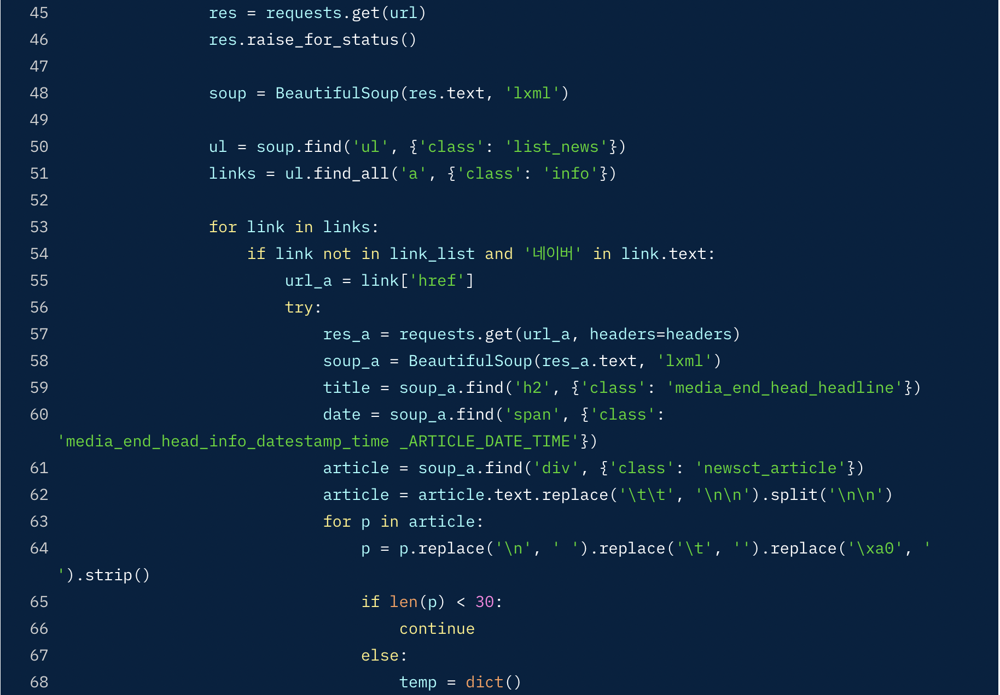 45 res = requests.get(url)
46 res.raise_for_status()
47
48 soup = BeautifulSoup(res.text, 'lxml')
49
50 ul = soup.find('ul', {'class': 'list_news'})
51 links = ul.find_all('a', {'class': 'info'})
52
53 for link in links:
54 if link not in link_list and '네이버' in link.text:
55 url_a = link['href']
56 try:
57 res_a = requests.get(url_a, headers=headers)
58 soup_a = BeautifulSoup(res_a.text, 'lxml')
59 title = soup_a.find('h2', {'class': 'media_end_head_headline'})
60 date = soup_a.find('span', {'class':
'media_end_head_info_datestamp_time _ARTICLE_DATE_TIME'})
61 article = soup_a.find('div', {'class': 'newsct_article'})
62 article = article.text.replace('\t\t', '\n\n').split('\n\n')
63 for p in article:
64 p = p.replace('\n', ' ').replace('\t', '').replace('\xa0', '
').strip()
65 if len(p) < 30:
66 continue
67 else:
68 temp = dict()